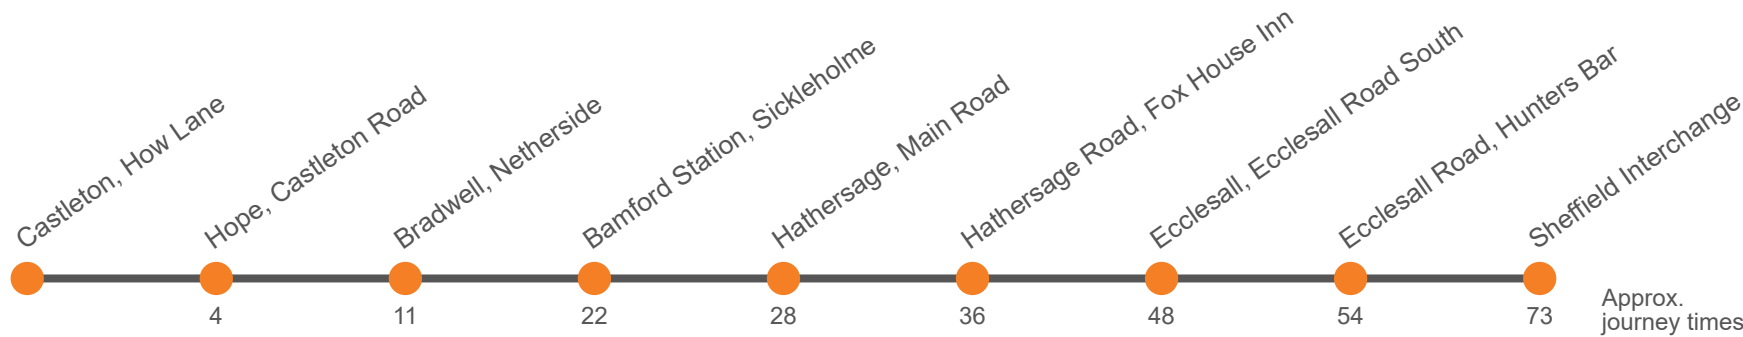 Castleton, How Lane
Hope, Castleton Road
Bradwell, Netherside
Bamford Station, Sickleholme
Hathersage, Main Road
Hathersage Road, Fox House Inn
Ecclesall, Ecclesall Road South
Ecclesall Road, Hunters Bar
Sheffield Interchange
4
11
22
28
36
48
54
73
Approx.
journey times